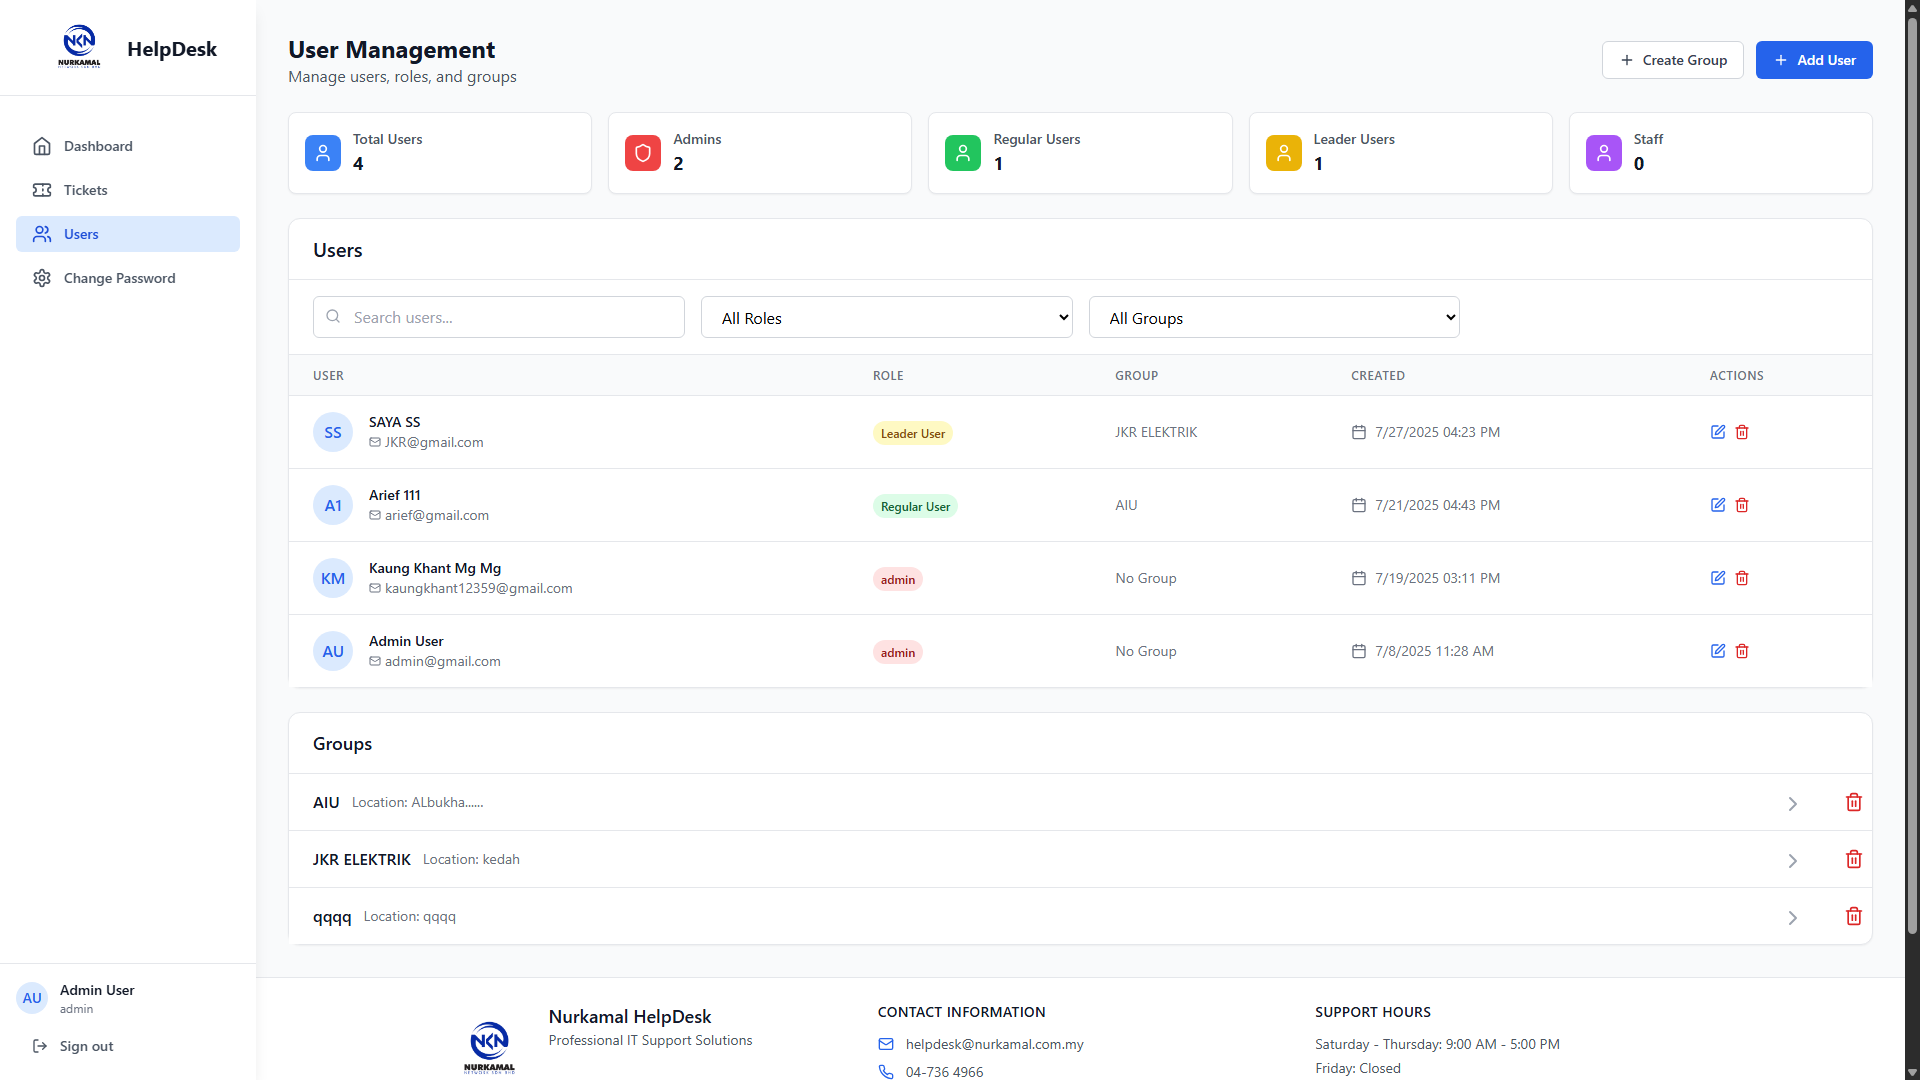 NKN
NURKAMAL
HelpDesk
Dashboard
Tickets
Users
Change Password
AU
Admin User
admin
Sign out
User Management
Manage users, roles, and groups
Create Group
Add User
Total Users
4
Admins
2
Regular Users
1
Leader Users
1
Staff
0
Users
Search users...
All Roles
All Groups
USER ROLE GROUP CREATED ACTIONS
SS
SAYA SS
JKR@gmail.com
Leader User
JKR ELEKTRIK
7/27/2025 04:23 PM
A1
Arief 111
arief@gmail.com
Regular User
AIU
7/21/2025 04:43 PM
KM
Kaung Khant Mg Mg
kaungkhant12359@gmail.com
admin
No Group
7/19/2025 03:11 PM
AU
Admin User
admin@gmail.com
admin
No Group
7/8/2025 11:28 AM
Groups
AIU Location: ALbukha......
JKR ELEKTRIK Location: kedah
qqqq Location: qqqq
NKN
NURKAMAL
NETWORK SDN BHD
Nurkamal HelpDesk
Professional IT Support Solutions
CONTACT INFORMATION
helpdesk@nurkamal.com.my
04-736 4966
SUPPORT HOURS
Saturday - Thursday: 9:00 AM - 5:00 PM
Friday: Closed